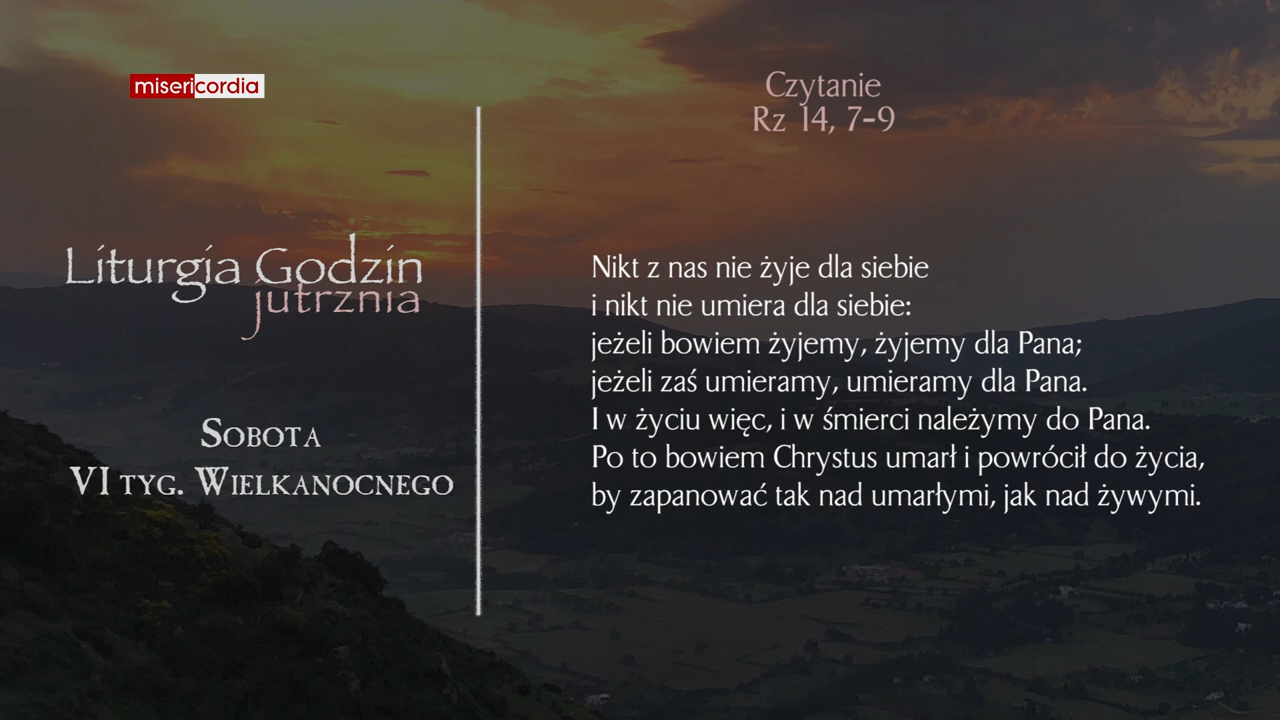 misericordia
Liturgia Godzin
jutrznia
Sobota
VI tyg. Wielkanocnego
Czytanie
Rz 14, 7-9
Nikt z nas nie żyje dla siebie
i nikt nie umiera dla siebie:
jeżeli bowiem żyjemy, żyjemy dla Pana;
jeżeli zaś umieramy, umieramy dla Pana.
I w życiu więc, i w śmierci należymy do Pana.
Po to bowiem Chrystus umarł i powrócił do życia,
by zapanować tak nad umarłymi, jak nad żywymi.